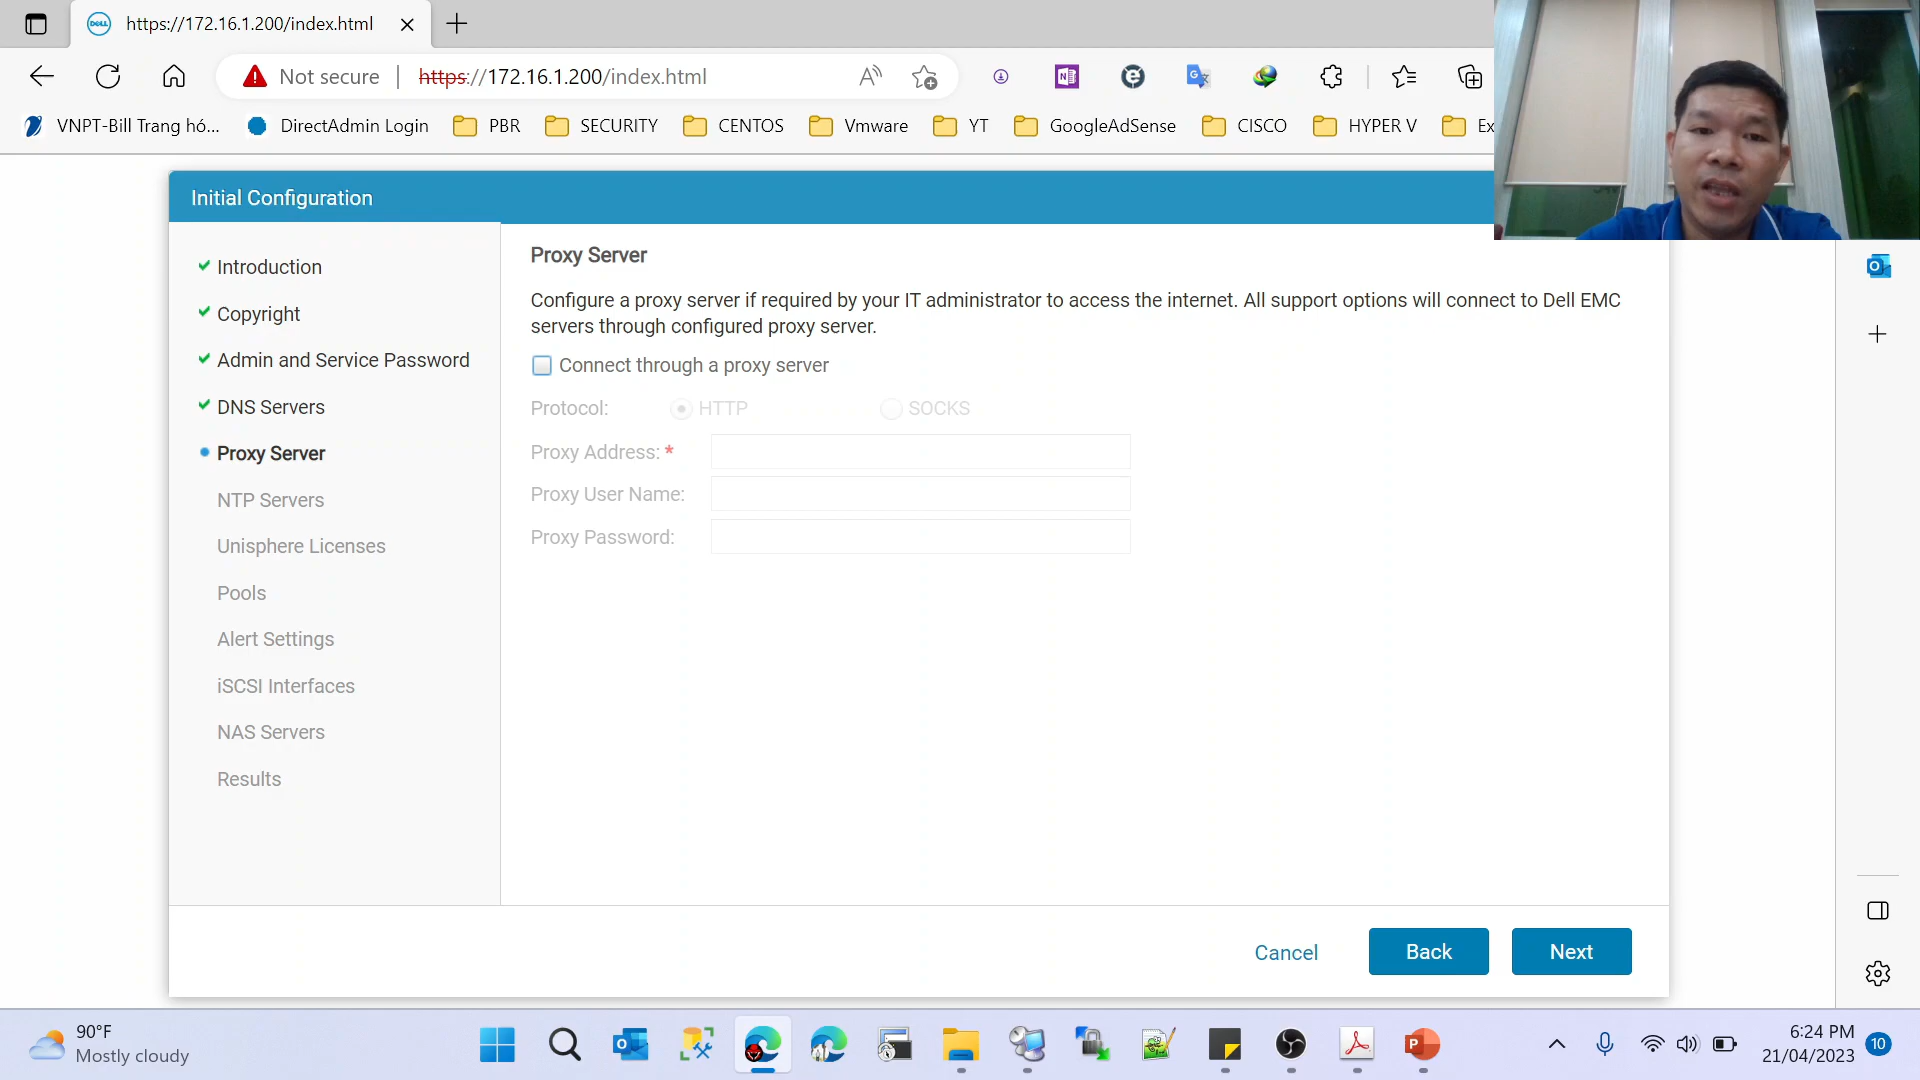 https://172.16.1.200/index.html
Not secure
https://172.16.1.200/index.html
VNPT-Bill Trang hó...
DirectAdmin Login
PBR
SECURITY
CENTOS
Vmware
YT
GoogleAdSense
CISCO
HYPER V
Ex
Initial Configuration
Introduction
Copyright
Admin and Service Password
DNS Servers
Proxy Server
NTP Servers
Unisphere Licenses
Pools
Alert Settings
iSCSI Interfaces
NAS Servers
Results
Proxy Server
Configure a proxy server if required by your IT administrator to access the internet. All support options will connect to Dell EMC
servers through configured proxy server.
Connect through a proxy server
Protocol: HTTP SOCKS
Proxy Address: *
Proxy User Name:
Proxy Password:
Cancel
Back
Next
90°F
Mostly cloudy
6:24 PM
21/04/2023
10